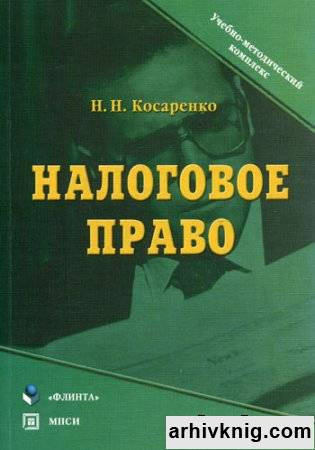 Учебно-методический
комплекс
Н. Н. Косаренко
НАЛОГОВОЕ
ПРАВО
«ФЛИНТА»
МПСИ
arhivknig.com